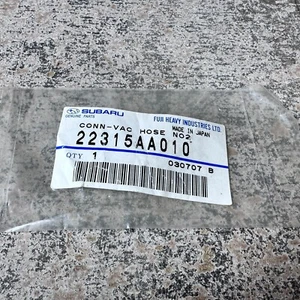 SUBARU
GENUINE PARTS
FUJI HEAVY INDUSTRIES LTD.
MADE IN JAPAN
CONN-VAC HOSE NO2
22315AA010
QTY 1
030707 B